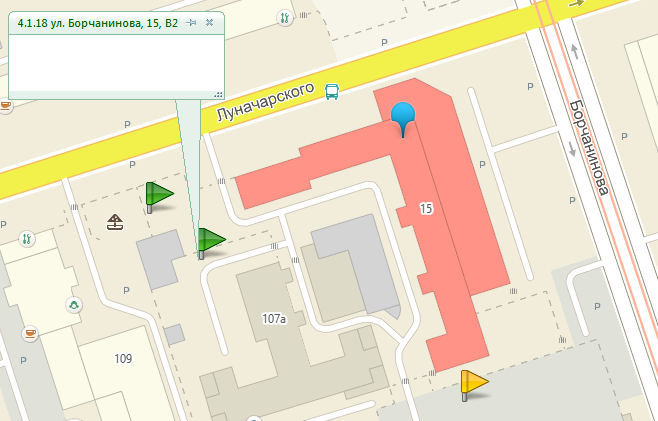 4.1.18 ул. Борчанинова, 15, В2
Луначарского
Борчанинова
P
P
P
P
P
P
P
P
P
P
15
107а
109